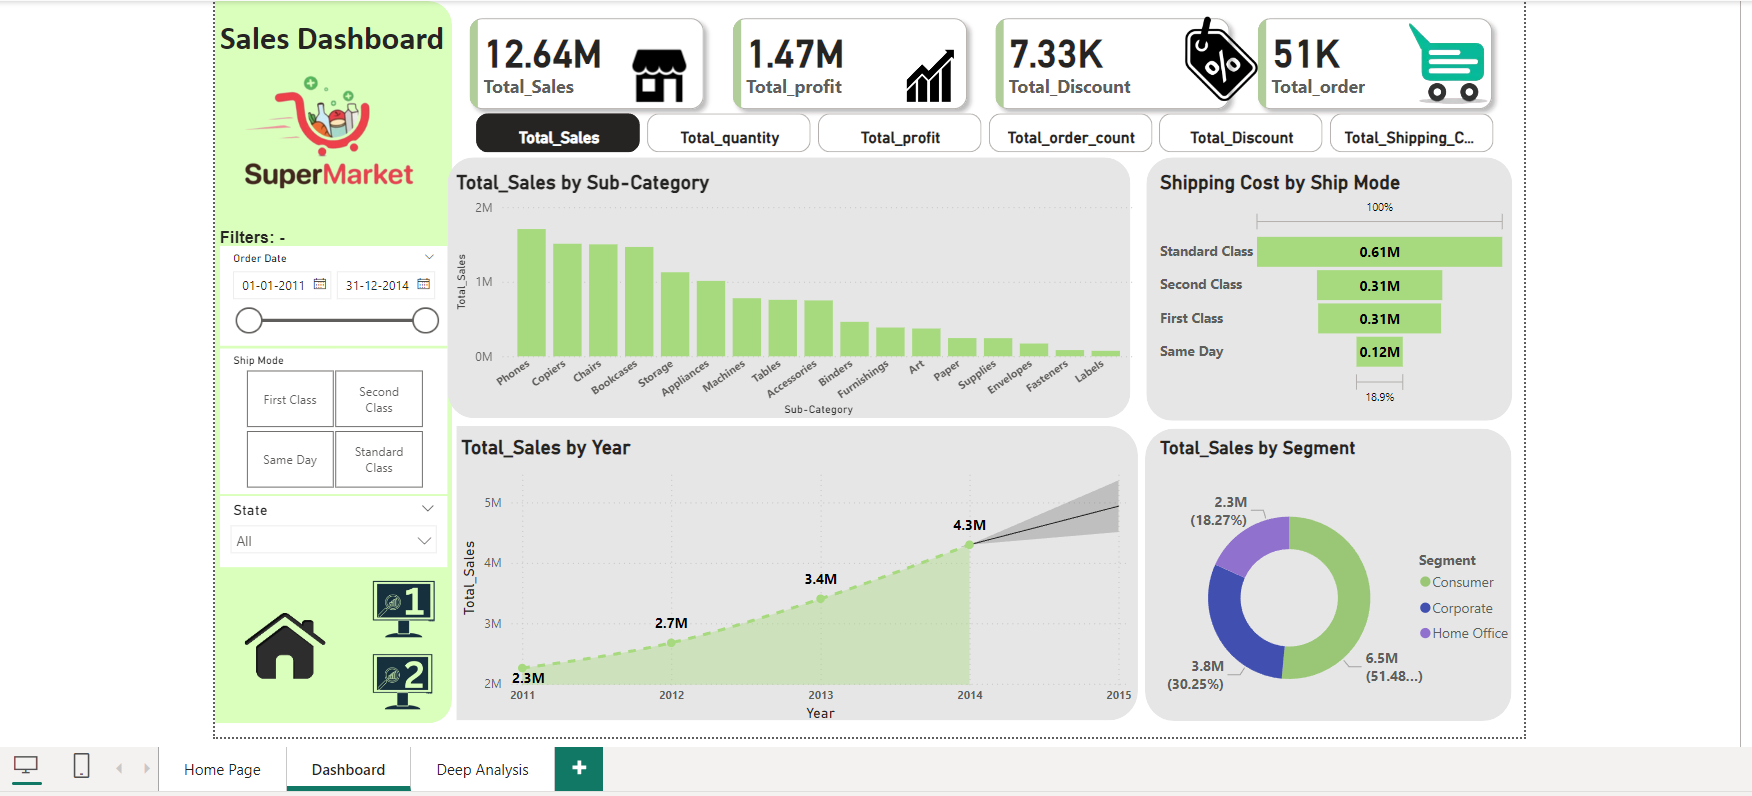 Sales Dashboard
SuperMarket
Filters: -
Order Date
01-01-2011
31-12-2014
Ship Mode
First Class
Second
Class
Same Day
Standard
Class
State
All
1
2
12.64M
Total_Sales
1.47M
Total_profit
7.33K
Total_Discount
%
51K
Total_order
Total_Sales
Total_quantity
Total_profit
Total_order_count
Total_Discount
Total_Shipping_C...
Total_Sales by Sub-Category
Total_Sales
2M
1M
0M
Phones
Copiers
Chairs
Bookcases
Storage
Appliances
Machines
Tables
Accessories
Binders
Furnishings
Art
Paper
Supplies
Envelopes
Fasteners
Labels
Sub-Category
Shipping Cost by Ship Mode
100%
Standard Class 0.61M
Second Class 0.31M
First Class 0.31M
Same Day 0.12M
18.9%
Total_Sales by Year
Total_Sales
5M
4M
3M
2M
2.3M
2.7M
3.4M
4.3M
2011
2012
2013
2014
2015
Year
Total_Sales by Segment
2.3M
(18.27%)
3.8M
(30.25%)
6.5M
(51.48...)
Segment
Consumer
Corporate
Home Office
Home Page
Dashboard
Deep Analysis
+